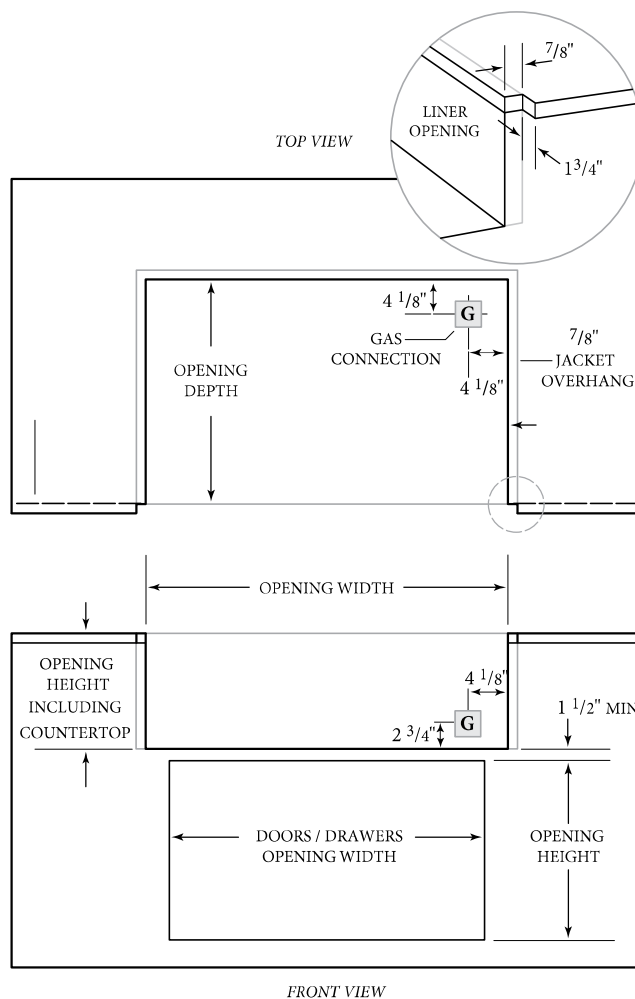 7/8"
LINER
OPENING
1 3/4"
TOP VIEW
4 1/8"
G
GAS
CONNECTION
4 1/8"
7/8"
JACKET
OVERHANG
OPENING
DEPTH
OPENING WIDTH
OPENING
HEIGHT
INCLUDING
COUNTERTOP
4 1/8"
G
2 3/4"
1 1/2" MIN
DOORS / DRAWERS
OPENING WIDTH
OPENING
HEIGHT
FRONT VIEW